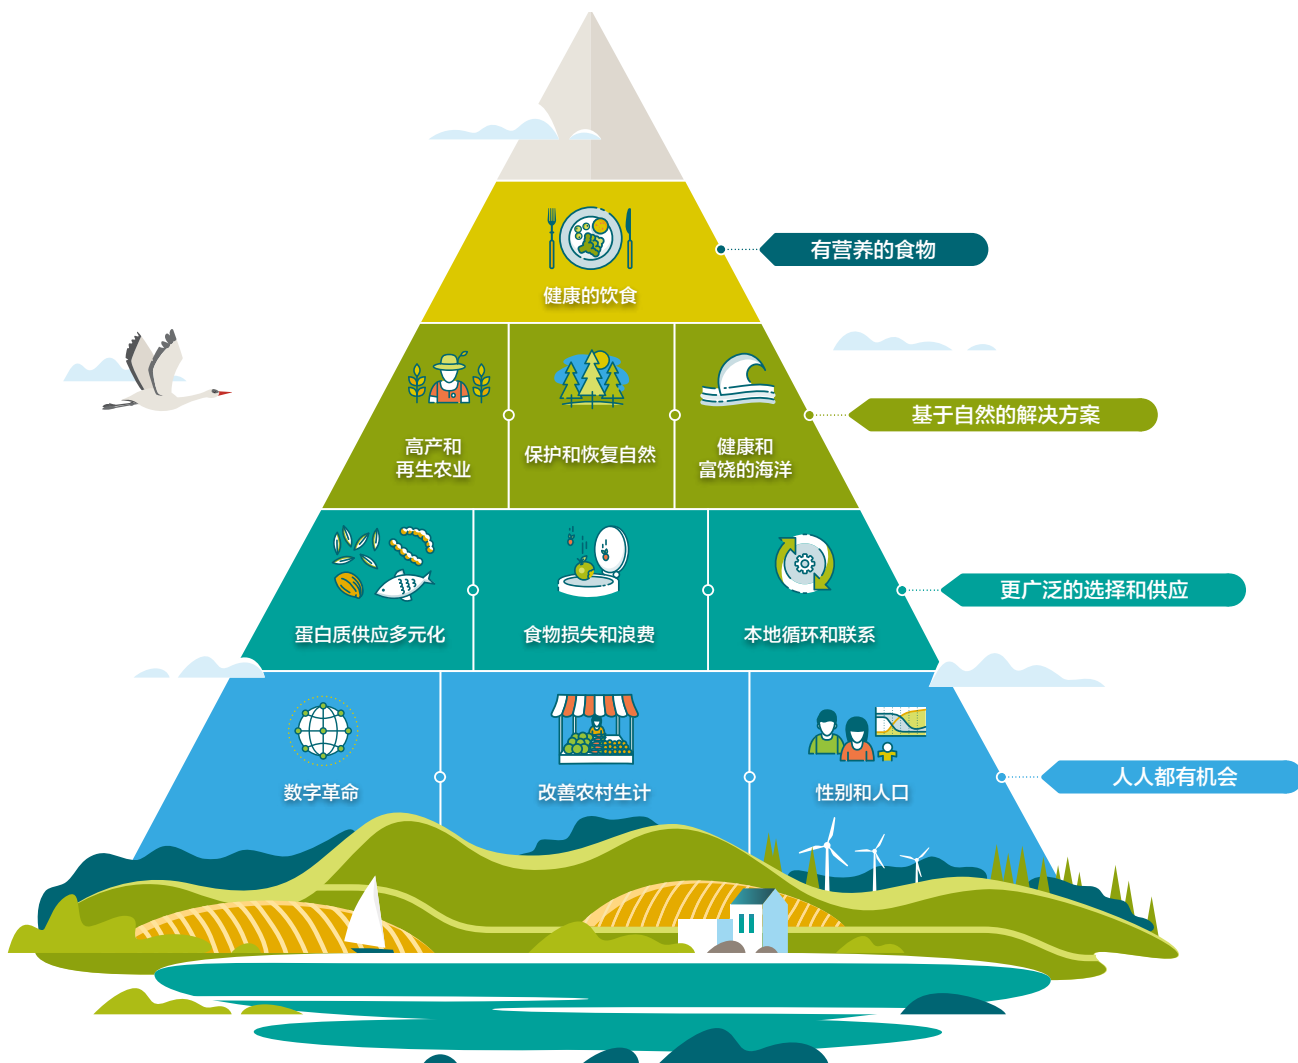 有营养的食物
健康的饮食
基于自然的解决方案
高产和
再生农业
保护和恢复自然
健康和
富饶的海洋
更广泛的选择和供应
蛋白质供应多元化
食物损失和浪费
本地循环和联系
人人都有机会
数字革命
改善农村生计
性别和人口